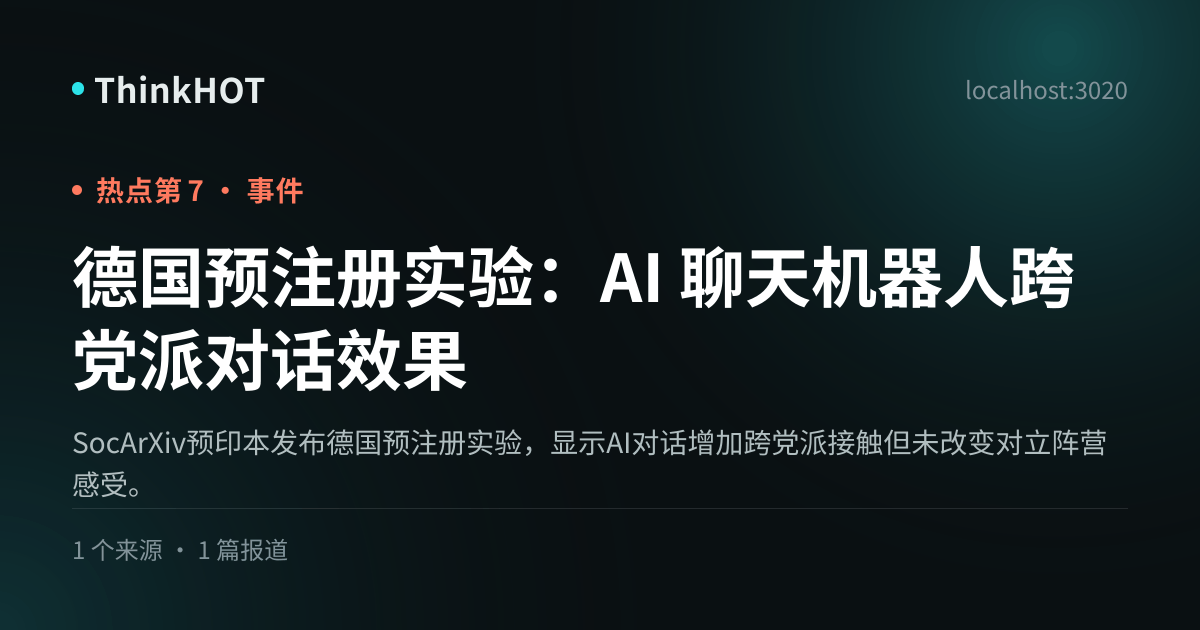 ThinkHOT
localhost:3020
热点第 7 · 事件
德国预注册实验：AI 聊天机器人跨
党派对话效果
SocArXiv预印本发布德国预注册实验，显示AI对话增加跨党派接触但未改变对立阵营
感受。
1 个来源 · 1 篇报道